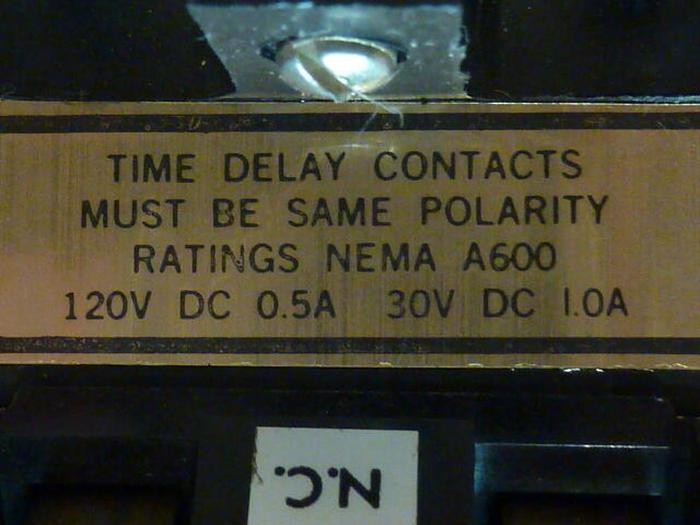 TIME DELAY CONTACTS
MUST BE SAME POLARITY
RATINGS NEMA A600
120V DC 0.5A 30V DC 1.0A
N.C.